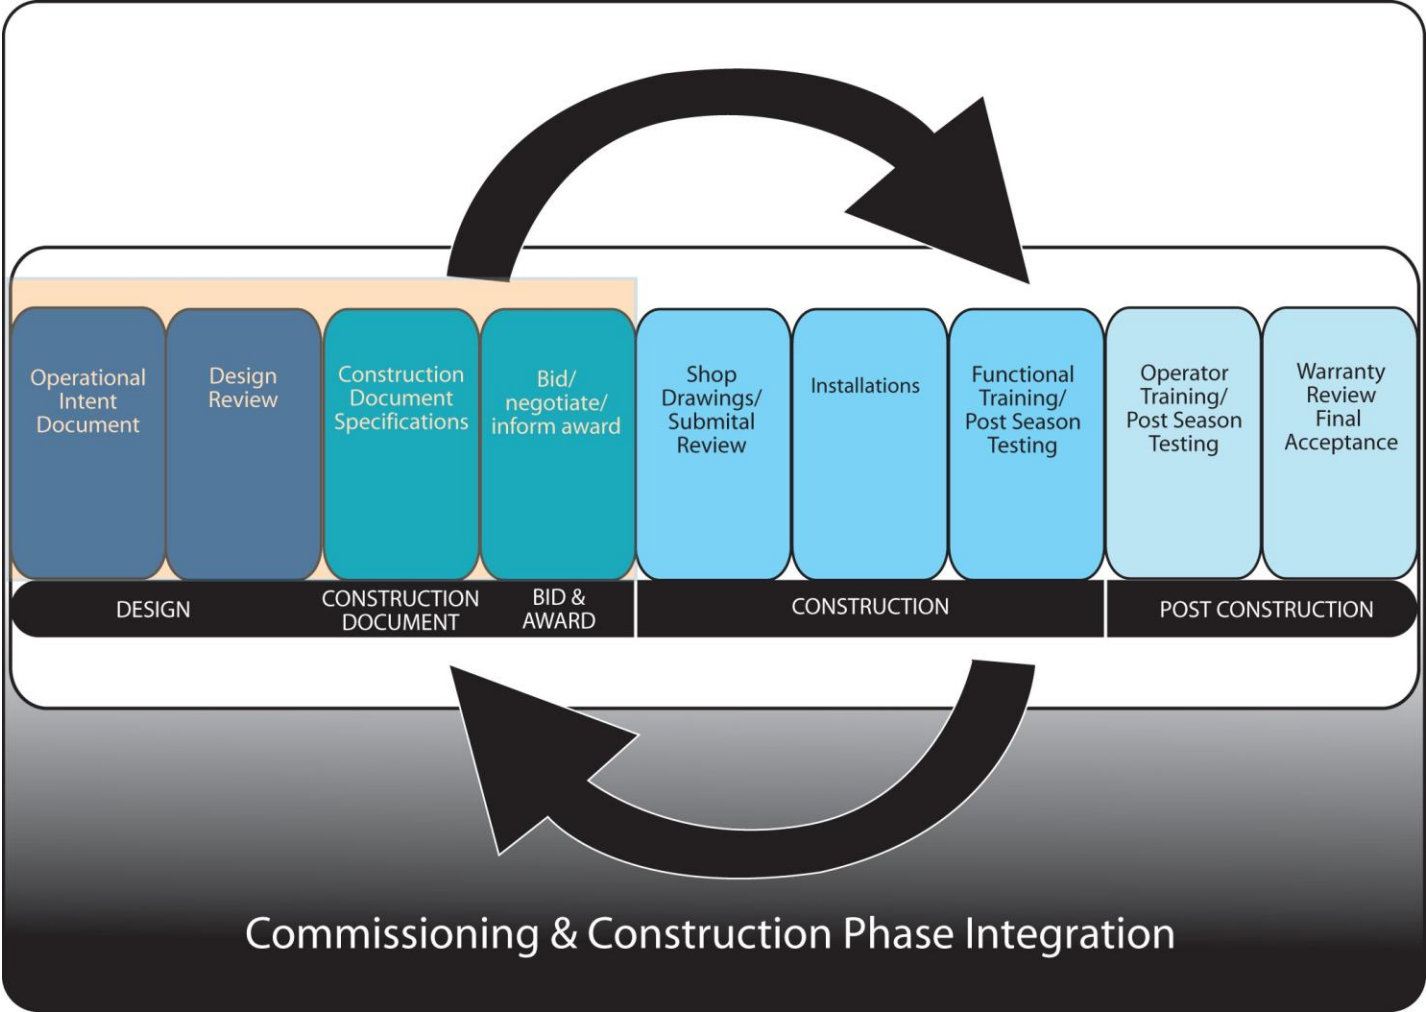 Operational
Intent
Document
Design
Review
Construction
Document
Specifications
Bid/
negotiate/
inform award
Shop
Drawings/
Submital
Review
Installations
Functional
Training/
Post Season
Testing
Operator
Training/
Post Season
Testing
Warranty
Review
Final
Acceptance
DESIGN
CONSTRUCTION
DOCUMENT
BID &
AWARD
CONSTRUCTION
POST CONSTRUCTION
Commissioning & Construction Phase Integration